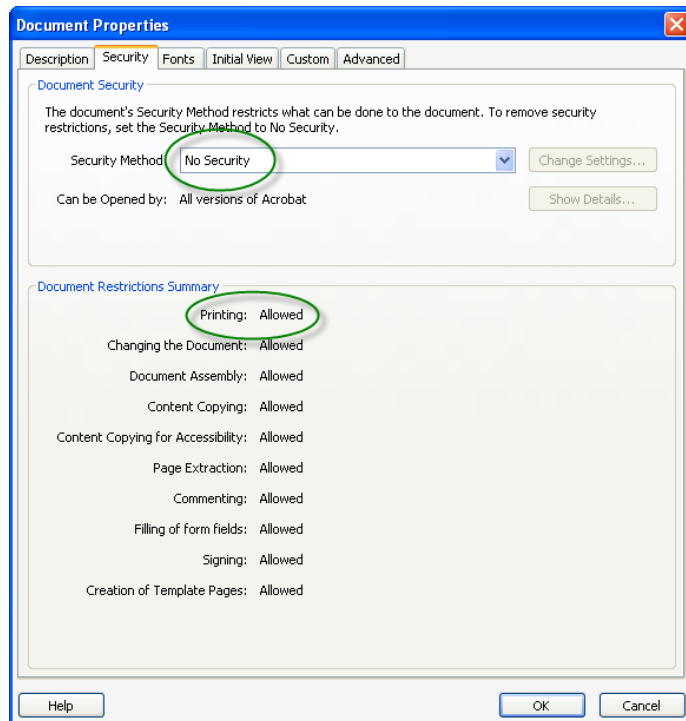 Document Properties
Description Security Fonts Initial View Custom Advanced
Document Security
The document's Security Method restricts what can be done to the document. To remove security
restrictions, set the Security Method to No Security.
Security Method No Security Change Settings...
Can be Opened by: All versions of Acrobat Show Details...
Document Restrictions Summary
Printing: Allowed
Changing the Document: Allowed
Document Assembly: Allowed
Content Copying: Allowed
Content Copying for Accessibility: Allowed
Page Extraction: Allowed
Commenting: Allowed
Filling of form fields: Allowed
Signing: Allowed
Creation of Template Pages: Allowed
Help OK Cancel